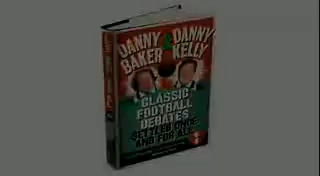 DANNY BAKER & DANNY KELLY
CLASSIC
FOOTBALL
DEBATES
SETTLED ONCE
AND FOR ALL